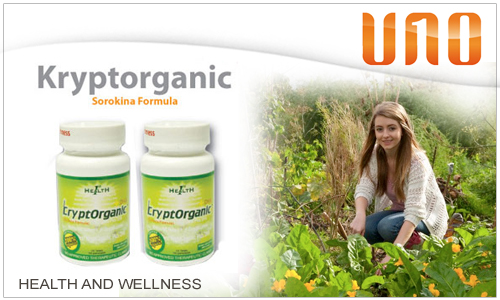 UNO
Kryptorganic
Sorokina Formula
HEALTH
KryptOrganic
HEALTH
KryptOrganic
HEALTH AND WELLNESS